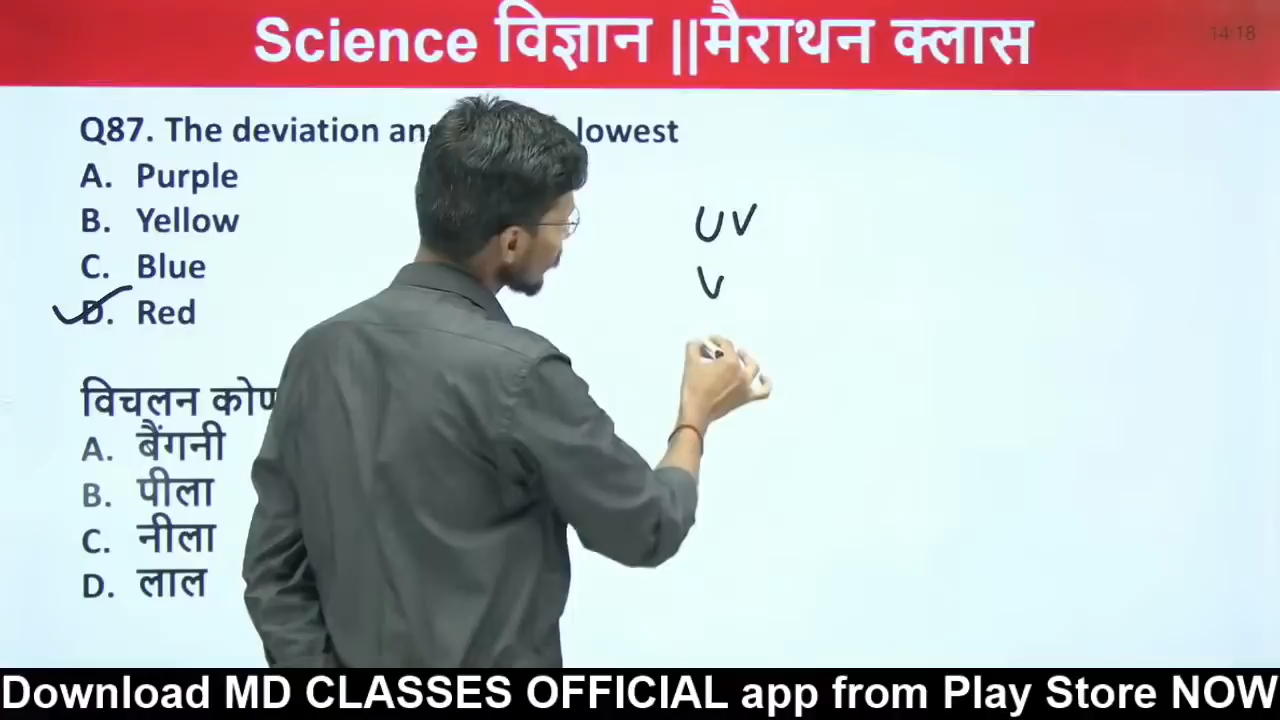 Science विज्ञान ||मैराथन क्लास
14:18
Q87. The deviation lowest
A. Purple
B. Yellow
C. Blue
D. Red
UV
V
विचलन
A. बैंगनी
B. पीला
C. नीला
D. लाल
Download MD CLASSES OFFICIAL app from Play Store NOW